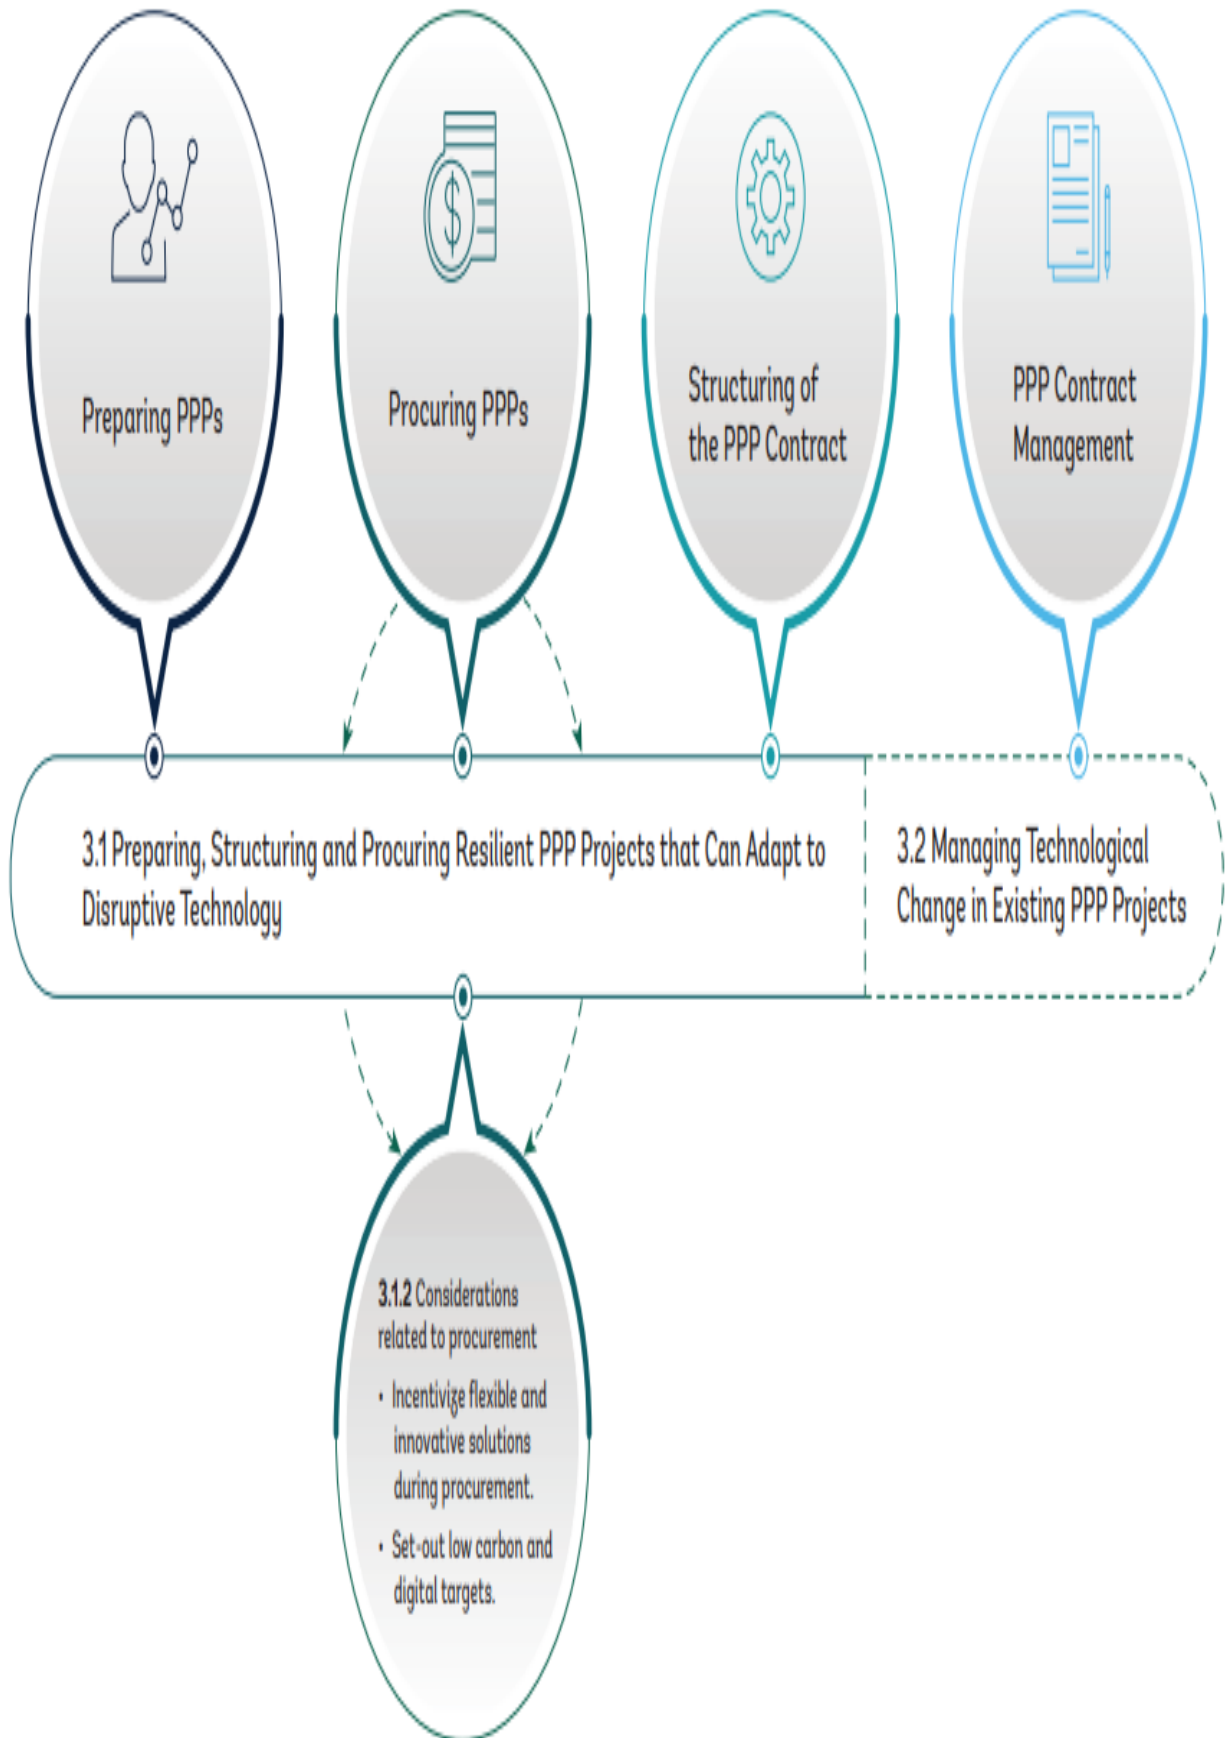 Preparing PPPs
Procuring PPPs
Structuring of
the PPP Contract
PPP Contract
Management
3.1 Preparing, Structuring and Procuring Resilient PPP Projects that Can Adapt to
Disruptive Technology
3.2 Managing Technological
Change in Existing PPP Projects
3.1.2 Considerations
related to procurement
• Incentivize flexible and
innovative solutions
during procurement.
• Set-out low carbon and
digital targets.